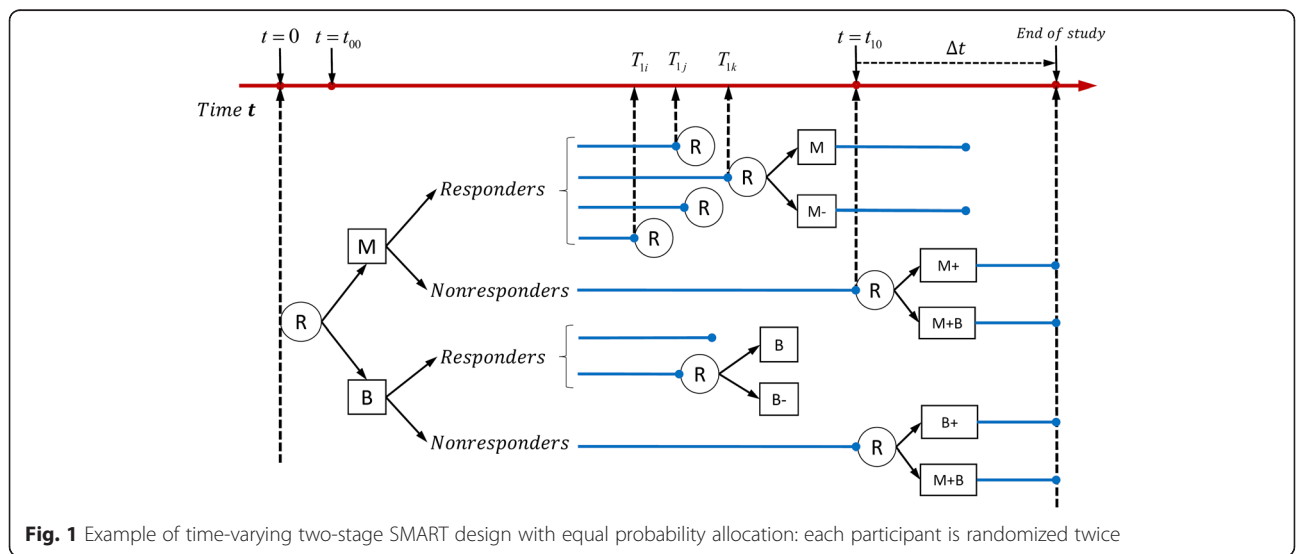 t = 0
t = t₀₀
T₁ᵢ
T₁ⱼ
T₁ₖ
t = t₁₀
Δt
End of study
Time t
R
M
R
M-
R
R
Responders
M
Nonresponders
R
M+
M+B
R
Responders
B
R
B-
B
Nonresponders
R
B+
M+B
Fig. 1 Example of time-varying two-stage SMART design with equal probability allocation: each participant is randomized twice